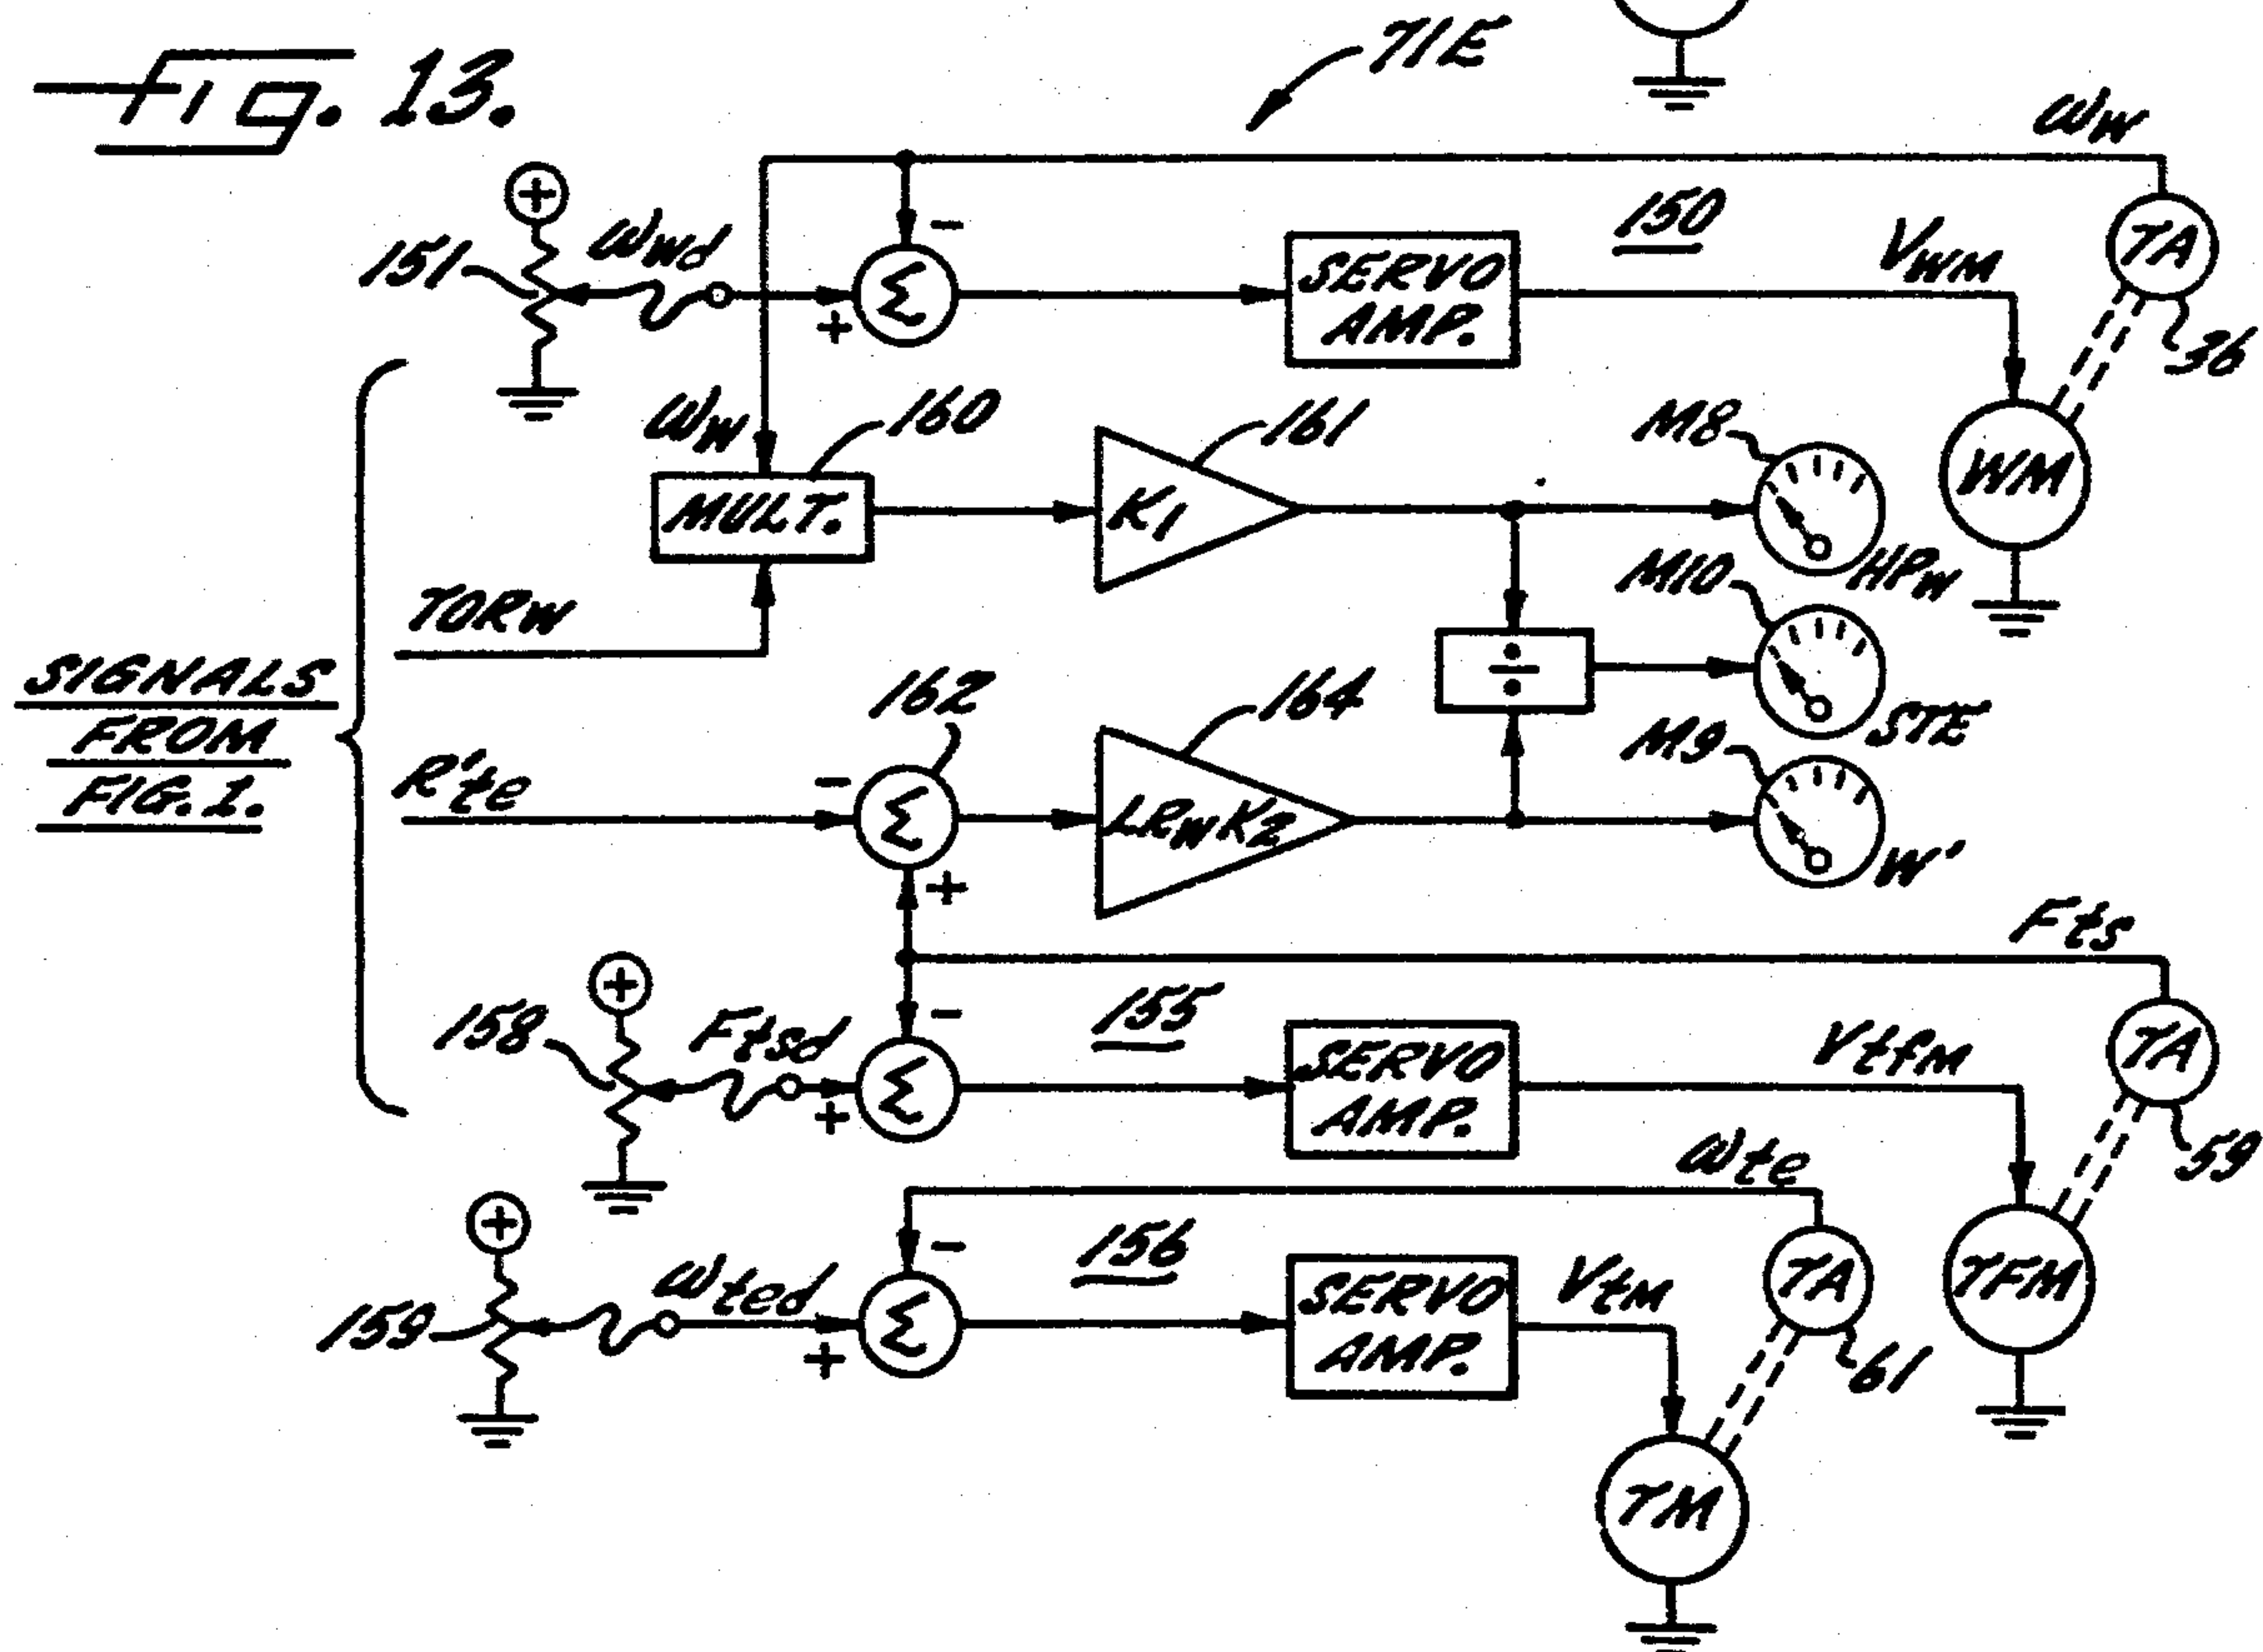 Fig. 13.
71E
ωw
+
151
ωwd
-
+
Σ
SERVO
AMP.
150
VWM
TA
36
ωw
160
161
M8
MULT.
K1
WM
HPw
TORW
M10
÷
STE
SIGNALS
FROM
FIG. 1.
162
164
M9
R'te
-
Σ
+
LRwK2
W'
Fts
+
158
Ftsd
-
+
Σ
155
SERVO
AMP.
VtfM
TA
59
ωte
+
159
ωted
-
+
Σ
156
SERVO
AMP.
VtM
TA
61
TFM
TM